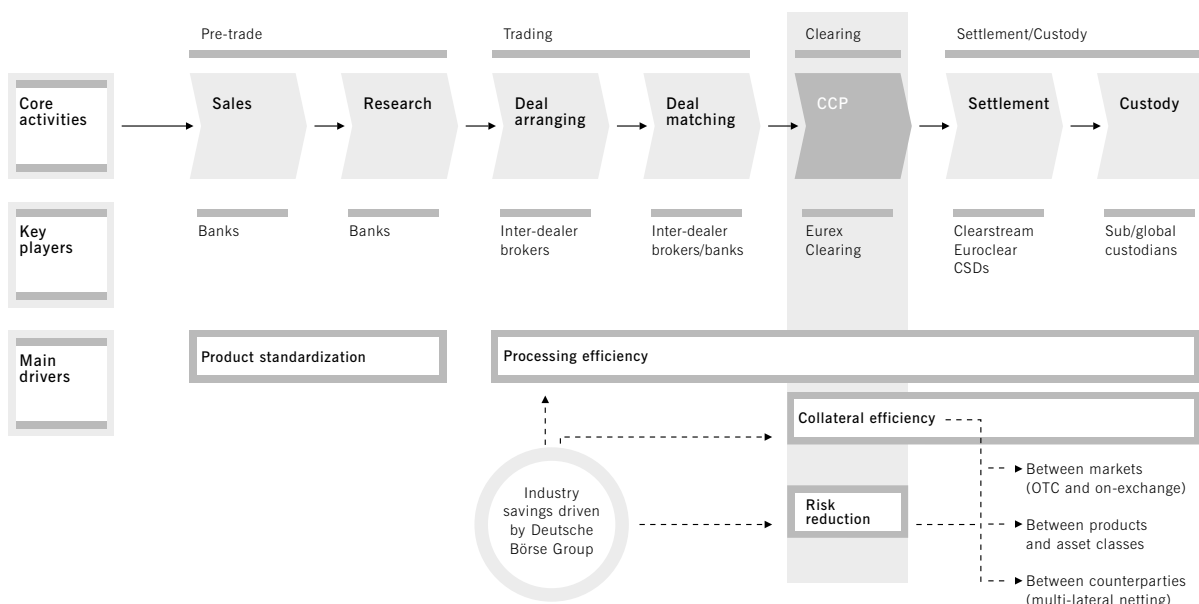 Pre-trade
Trading
Clearing
Settlement/Custody
Core
activities
Sales
Research
Deal
arranging
Deal
matching
CCP
Settlement
Custody
Key
players
Banks
Banks
Inter-dealer
brokers
Inter-dealer
brokers/banks
Eurex
Clearing
Clearstream
Euroclear
CSDs
Sub/global
custodians
Main
drivers
Product standardization
Processing efficiency
Collateral efficiency
Industry
savings driven
by Deutsche
Börse Group
Risk
reduction
Between markets
(OTC and on-exchange)
Between products
and asset classes
Between counterparties
(multi-lateral netting)